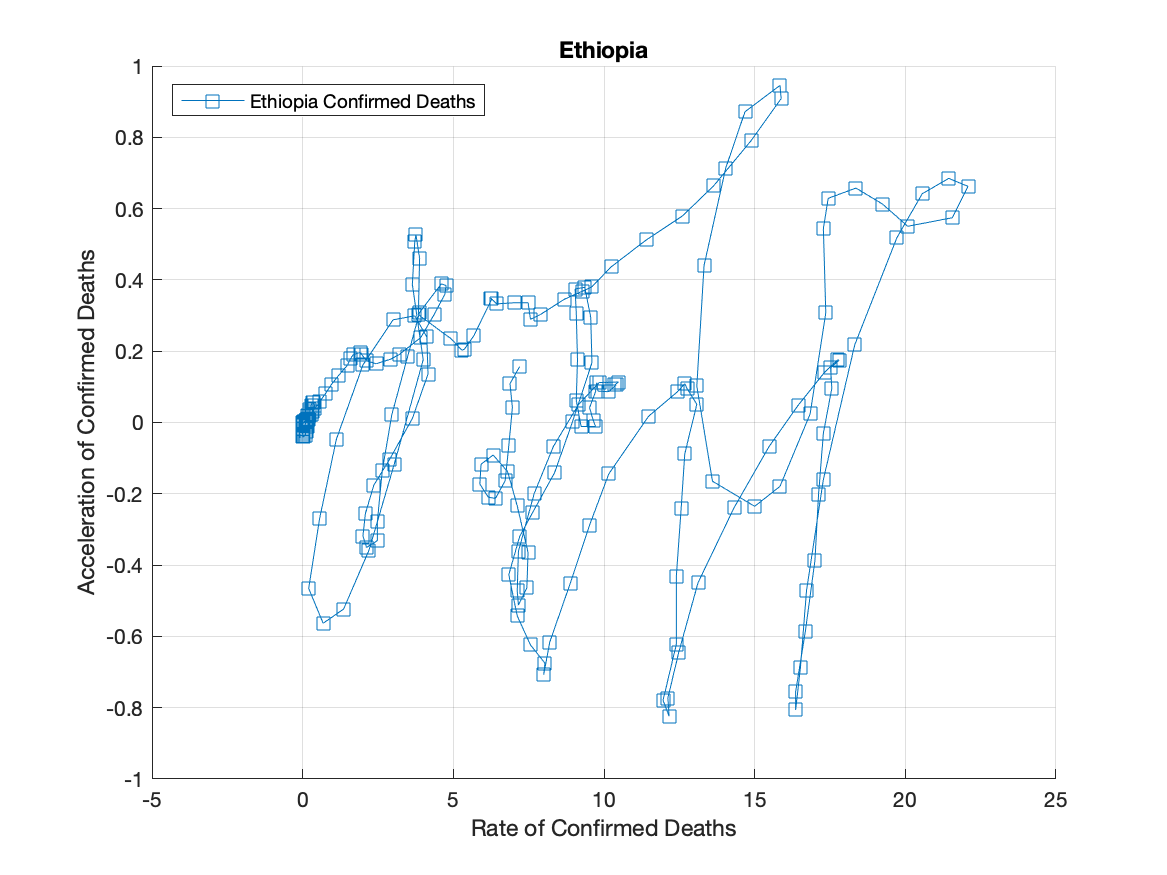 Ethiopia
Ethiopia Confirmed Deaths
Acceleration of Confirmed Deaths
1
0.8
0.6
0.4
0.2
0
-0.2
-0.4
-0.6
-0.8
-1
-5 0 5 10 15 20 25
Rate of Confirmed Deaths